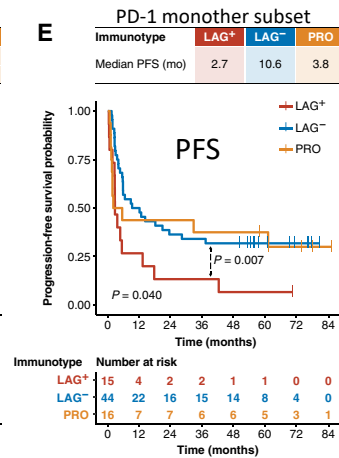 PD-1 monother subset
E
Immunotype LAG⁺ LAG⁻ PRO
Median PFS (mo) 2.7 10.6 3.8
Progression-free survival probability
1.00
0.75
0.50
0.25
0.00
PFS
LAG⁺
LAG⁻
PRO
P = 0.007
P = 0.040
0 12 24 36 48 60 72 84
Time (months)
Immunotype Number at risk
LAG⁺ 15 4 2 2 1 1 0 0
LAG⁻ 44 22 16 15 14 8 4 0
PRO 16 7 7 6 6 5 3 1
0 12 24 36 48 60 72 84
Time (months)